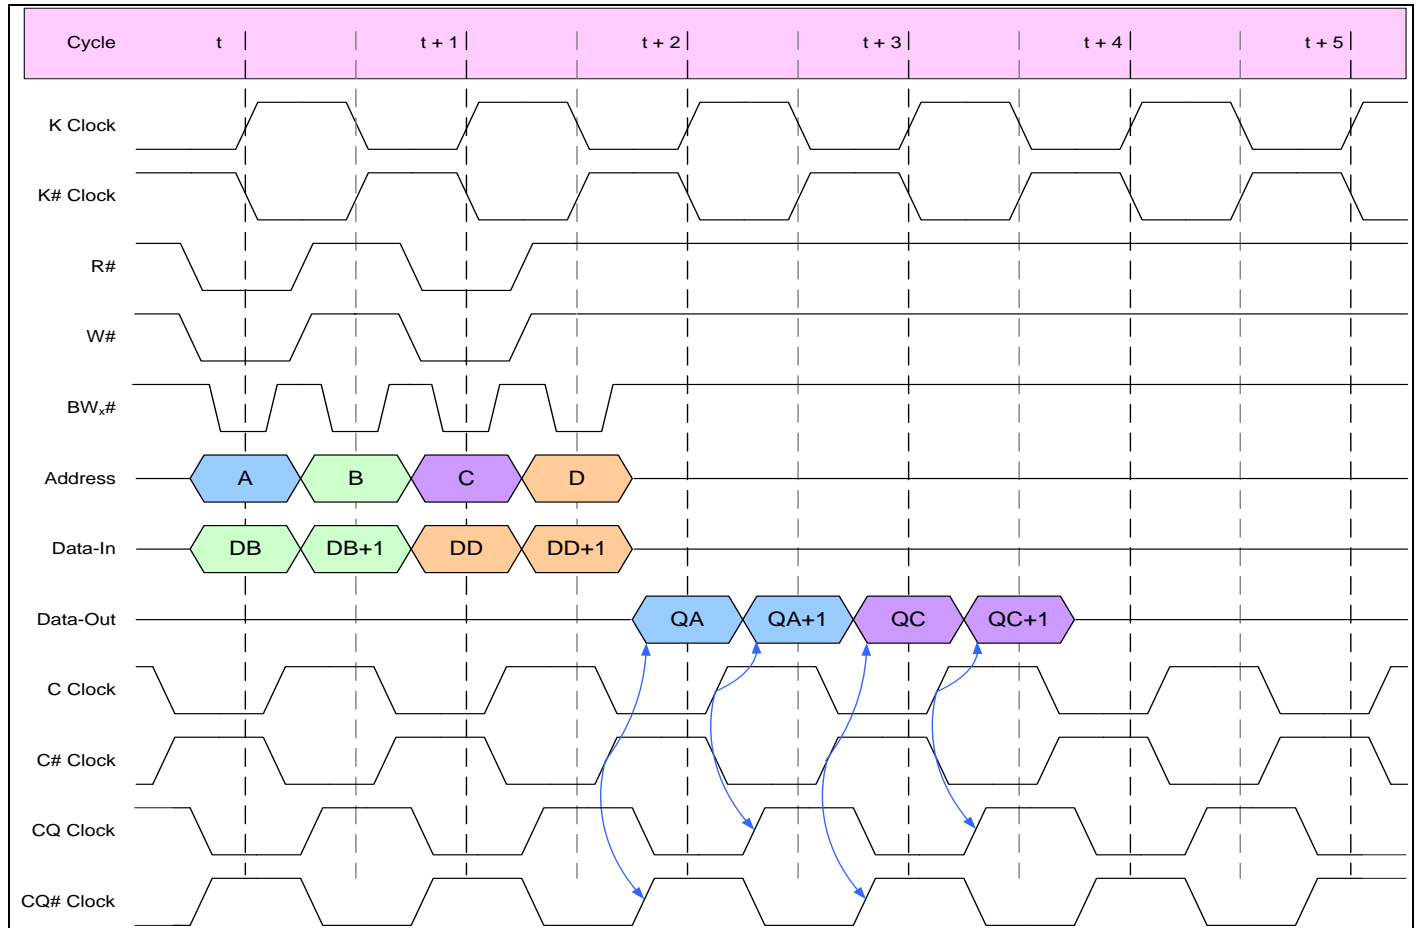 Cycle t t + 1 t + 2 t + 3 t + 4 t + 5
K Clock
K# Clock
R#
W#
BWx#
Address A B C D
Data-In DB DB+1 DD DD+1
Data-Out QA QA+1 QC QC+1
C Clock
C# Clock
CQ Clock
CQ# Clock